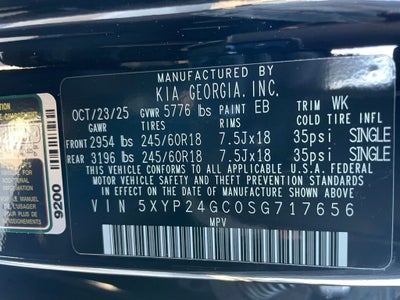 MANUFACTURED BY
KIA GEORGIA, INC.
OCT/23/25 GVWR 5776 lbs PAINT EB TRIM WK
GAWR TIRES RIMS COLD TIRE INFL
FRONT 2954 lbs 245/60R18 7.5Jx18 35psi SINGLE
REAR 3196 lbs 245/60R18 7.5Jx18 35psi SINGLE
THIS VEHICLE CONFORMS TO ALL APPLICABLE U.S.A. FEDERAL
MOTOR VEHICLE SAFETY AND THEFT PREVENTION STANDARDS
IN EFFECT ON THE DATE OF MANUFACTURE SHOWN ABOVE
VIN 5XYP24GC0SG717656
MPV
9200